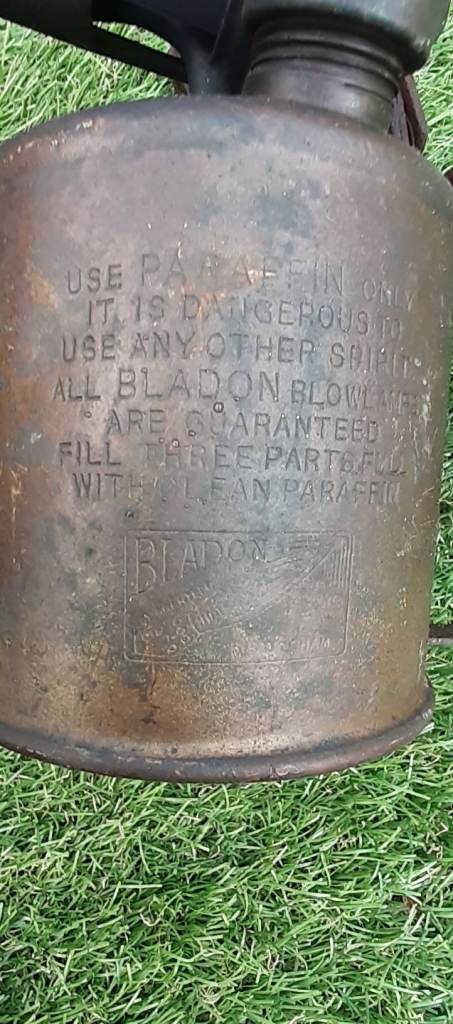 USE PARAFFIN ONLY
IT IS DANGEROUS TO
USE ANY OTHER SPIRIT
ALL BLADON BLOWLAMPS
ARE GUARANTEED
FILL THREE PARTS FULL
WITH CLEAN PARAFFIN
BLADON